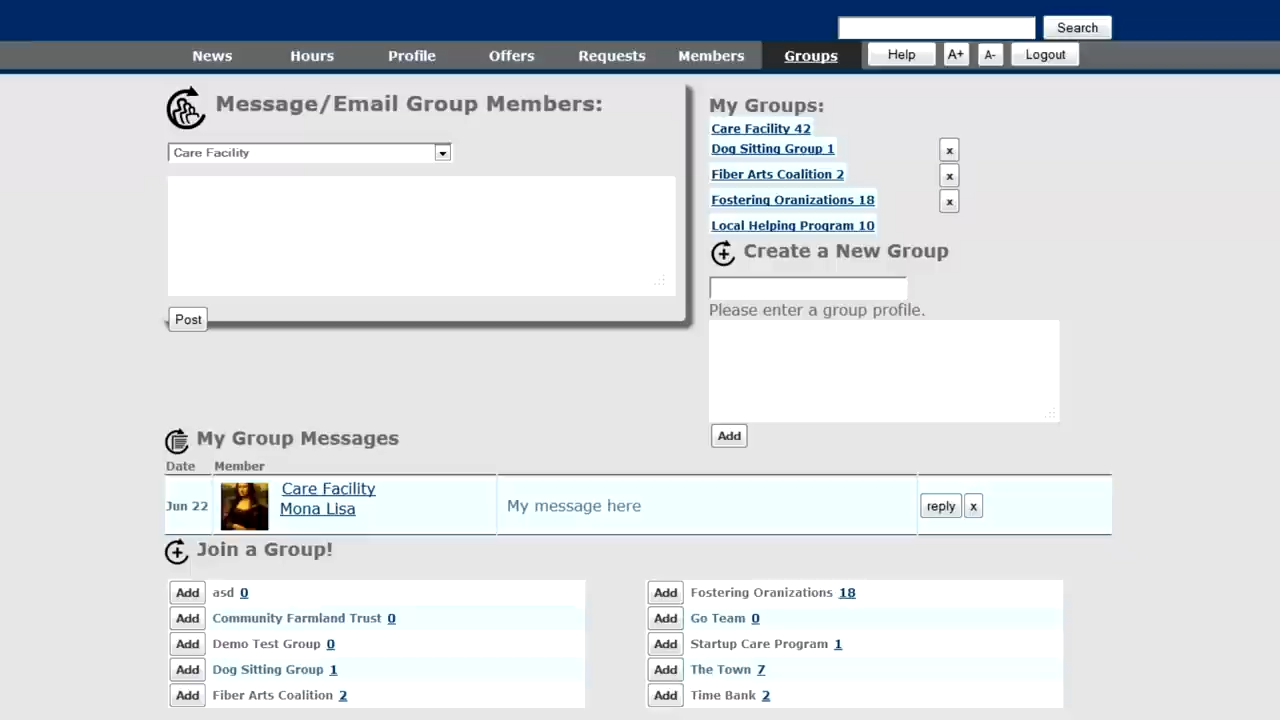 Search
News Hours Profile Offers Requests Members Groups Help A+ A- Logout
Message/Email Group Members:
Care Facility
Post
My Groups:
Care Facility 42
Dog Sitting Group 1 x
Fiber Arts Coalition 2 x
Fostering Oranizations 18 x
Local Helping Program 10
Create a New Group
Please enter a group profile.
Add
My Group Messages
Date Member
Jun 22 Care Facility
Mona Lisa
My message here
reply x
Join a Group!
Add asd 0
Add Community Farmland Trust 0
Add Demo Test Group 0
Add Dog Sitting Group 1
Add Fiber Arts Coalition 2
Add Fostering Oranizations 18
Add Go Team 0
Add Startup Care Program 1
Add The Town 7
Add Time Bank 2